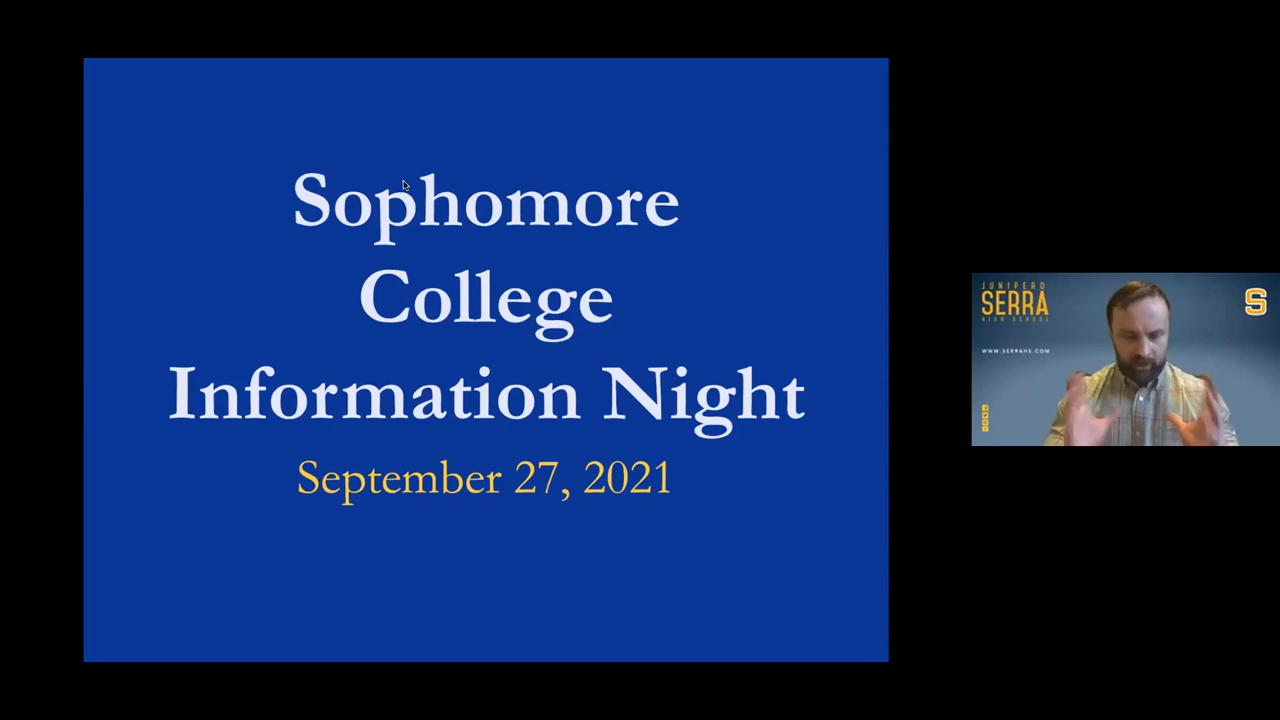 Sophomore
College
Information Night
September 27, 2021
JUNIPERO
SERRA
HIGH SCHOOL
S
WWW.SERRAHS.COM